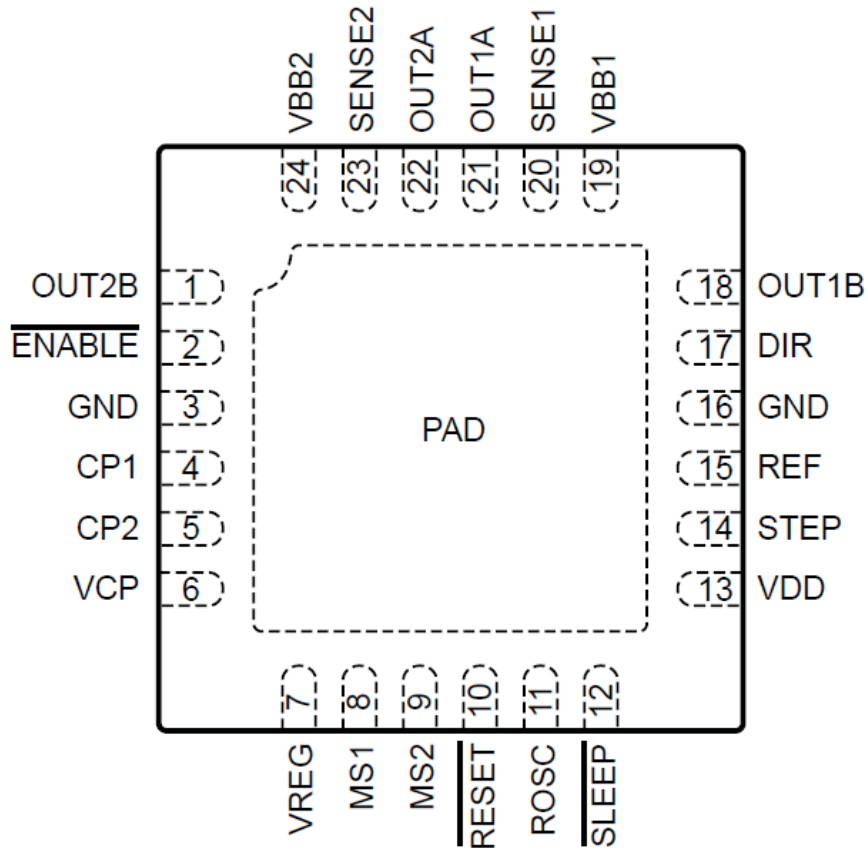 VBB2
SENSE2
OUT2A
OUT1A
SENSE1
VBB1
24
23
22
21
20
19
OUT2B 1
ENABLE 2
GND 3
CP1 4
CP2 5
VCP 6
PAD
18 OUT1B
17 DIR
16 GND
15 REF
14 STEP
13 VDD
7
8
9
10
11
12
VREG
MS1
MS2
RESET
ROSC
SLEEP